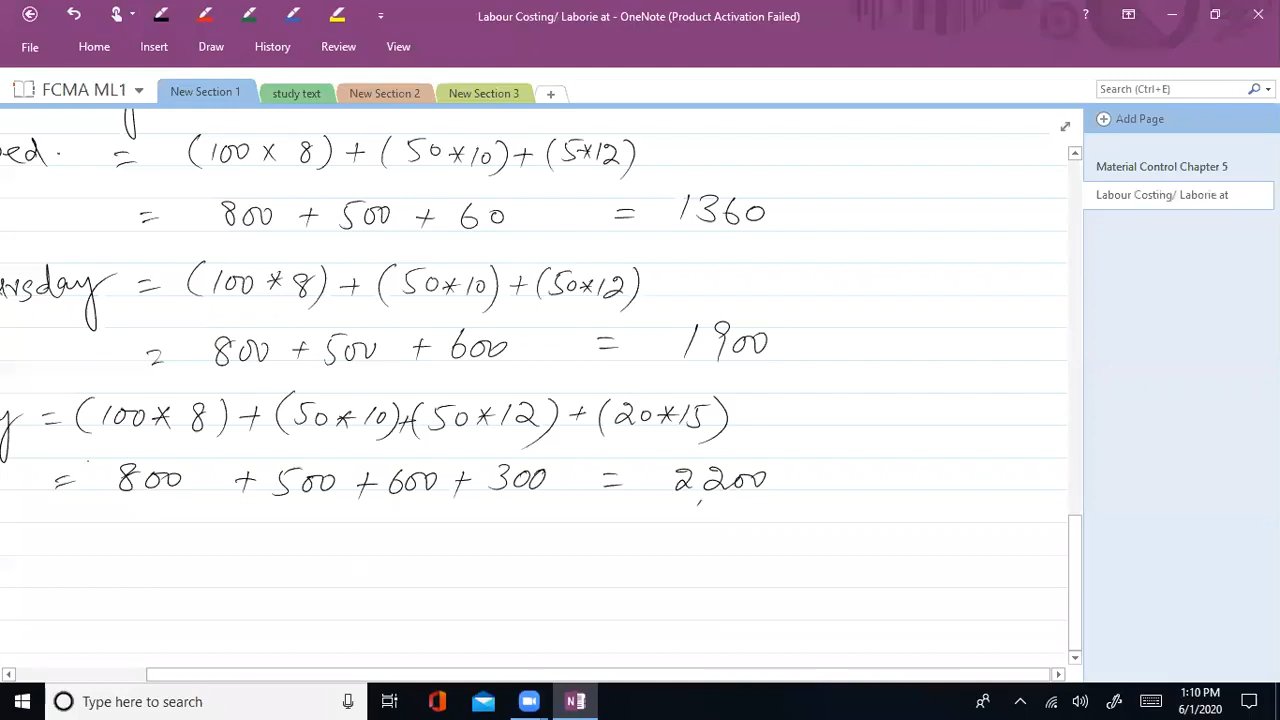 Labour Costing/ Laborie at - OneNote (Product Activation Failed)
File Home Insert Draw History Review View
FCMA ML1 New Section 1 study text New Section 2 New Section 3
Search (Ctrl+E)
Add Page
Material Control Chapter 5
Labour Costing/ Laborie at
ed. = (100 × 8) + (50*10) + (5*12)
= 800 + 500 + 60 = 1360
rsday = (100 * 8) + (50*10) + (50*12)
= 800 + 500 + 600 = 1900
y = (100* 8) + (50*10) + (50*12) + (20*15)
= 800 + 500 + 600 + 300 = 2,200
Type here to search
1:10 PM
6/1/2020